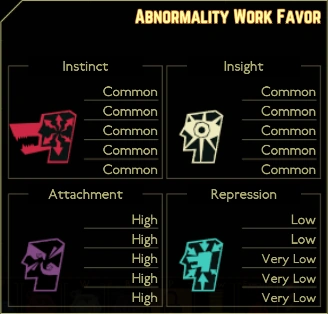 Abnormality Work Favor
Instinct
Common
Common
Common
Common
Common
Insight
Common
Common
Common
Common
Common
Attachment
High
High
High
High
High
Repression
Low
Low
Very Low
Very Low
Very Low